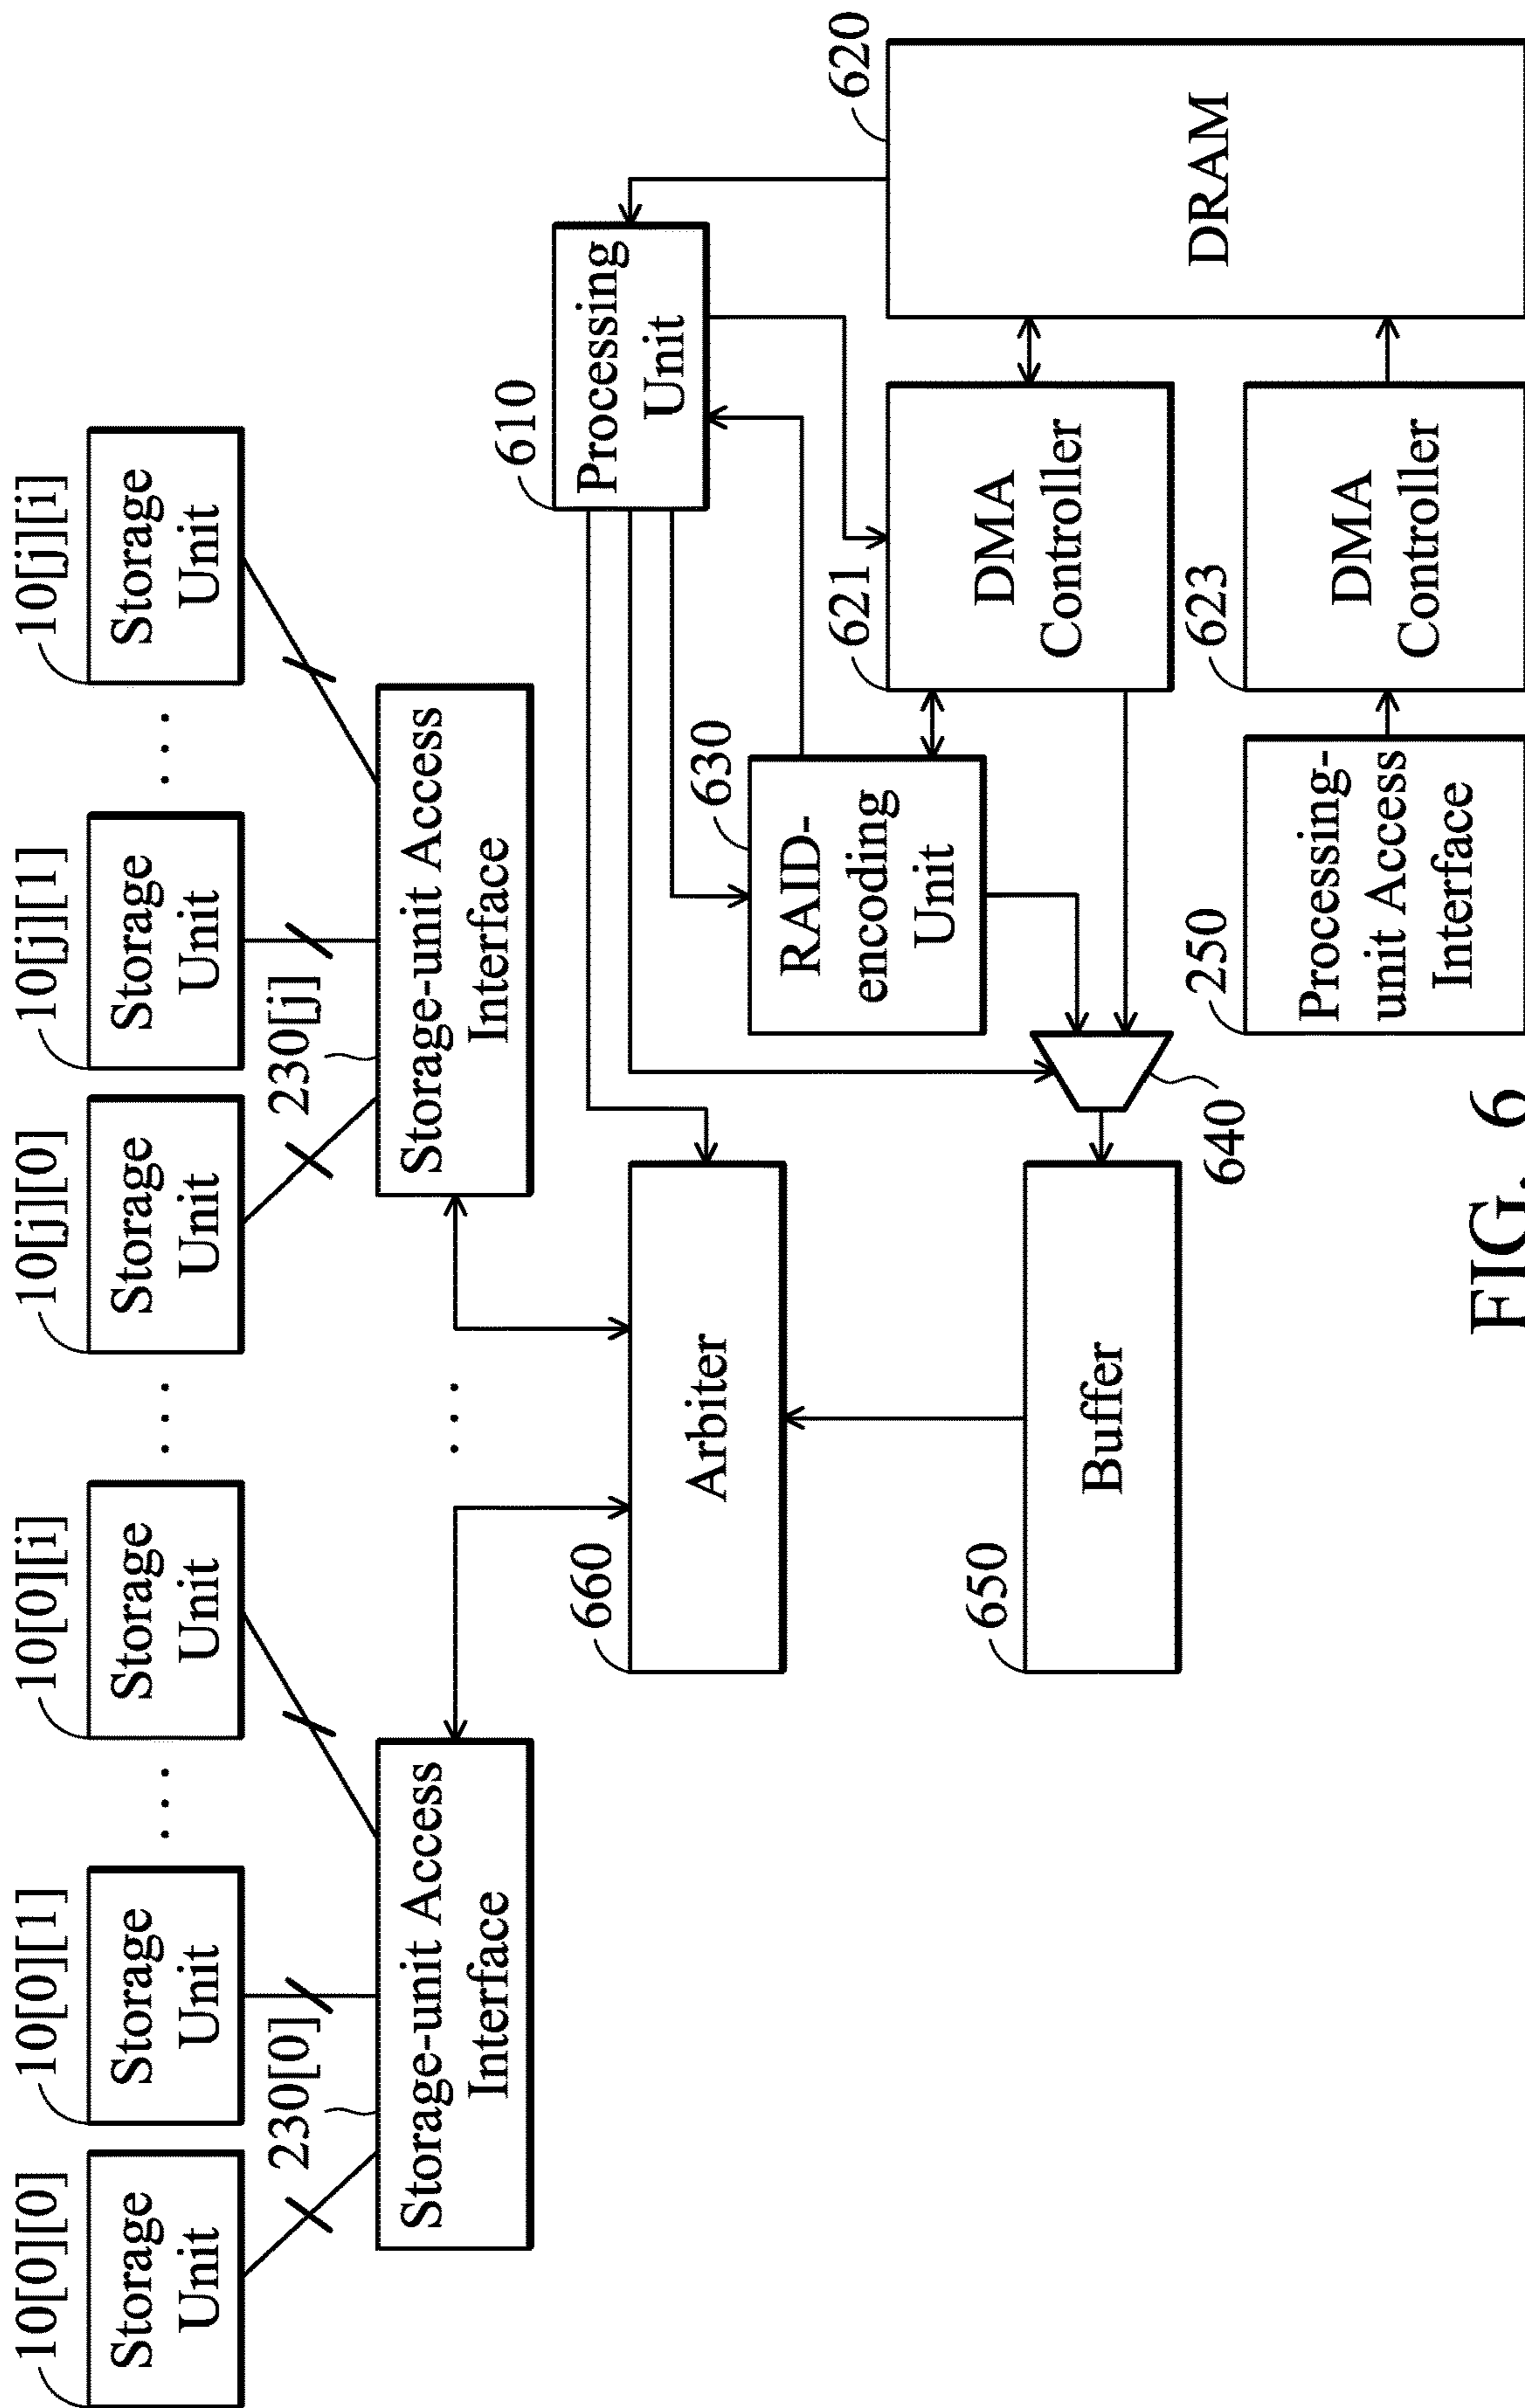 10[0][0]
10[0][1]
10[0][i]
10[j][0]
10[j][1]
10[j][i]
Storage
Unit
Storage
Unit
...
Storage
Unit
...
Storage
Unit
Storage
Unit
...
Storage
Unit
230[0]
230[j]
Storage-unit Access
Interface
...
Storage-unit Access
Interface
610
Processing
Unit
660
Arbiter
630
RAID-
encoding
Unit
621
DMA
Controller
620
DRAM
650
Buffer
640
250
Processing-
unit Access
Interface
623
DMA
Controller
FIG. 6